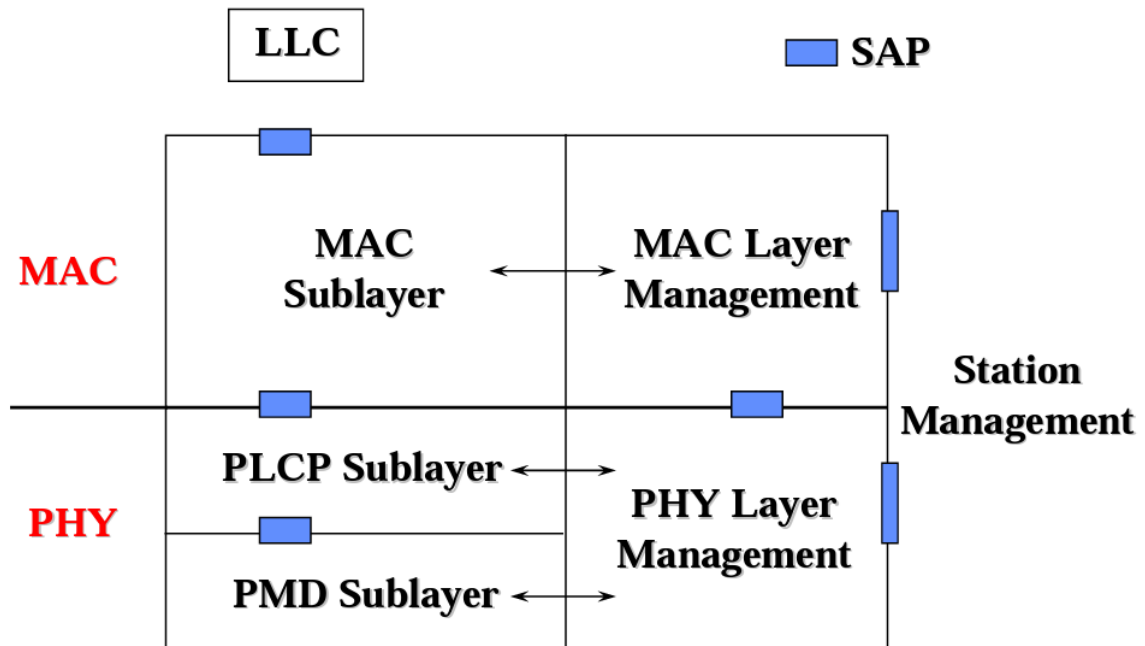 LLC
SAP
MAC
MAC
Sublayer
MAC Layer
Management
Station
Management
PHY
PLCP Sublayer
PHY Layer
Management
PMD Sublayer